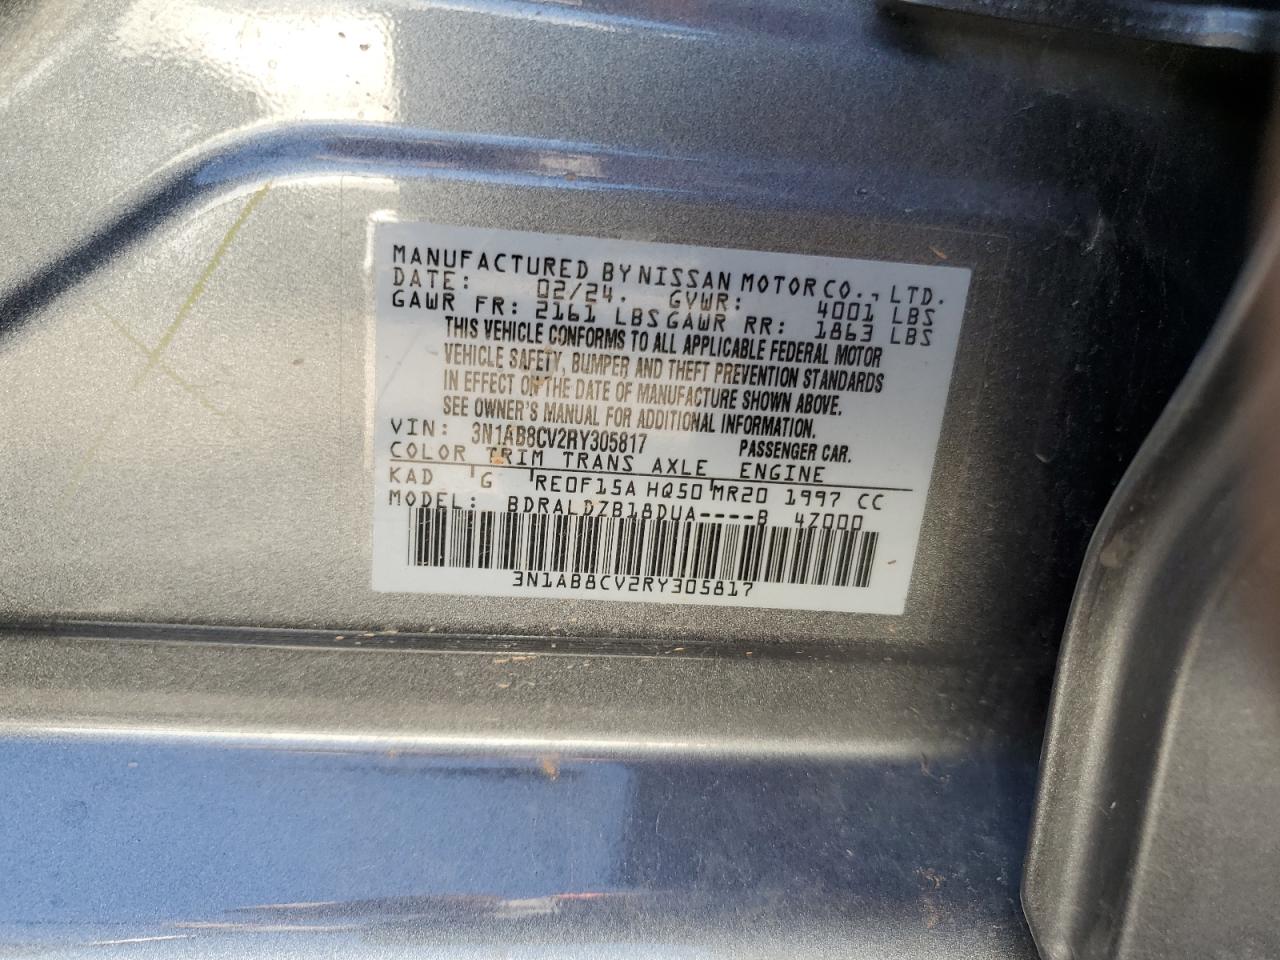 MANUFACTURED BY NISSAN MOTOR CO., LTD.
DATE: 02/24. GVWR: 4001 LBS
GAWR FR: 2161 LBS GAWR RR: 1863 LBS
THIS VEHICLE CONFORMS TO ALL APPLICABLE FEDERAL MOTOR
VEHICLE SAFETY, BUMPER AND THEFT PREVENTION STANDARDS
IN EFFECT ON THE DATE OF MANUFACTURE SHOWN ABOVE.
SEE OWNER'S MANUAL FOR ADDITIONAL INFORMATION.
VIN: 3N1AB8CV2RY305817 PASSENGER CAR.
COLOR TRIM TRANS AXLE ENGINE
KAD G RE0F15A HQ50 MR20 1997 CC
MODEL: BDRALDZB18DUA----B 47000
3N1AB8CV2RY305817